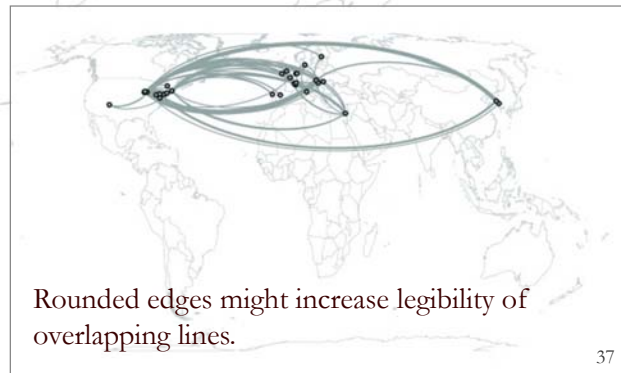 Rounded edges might increase legibility of
overlapping lines.
37